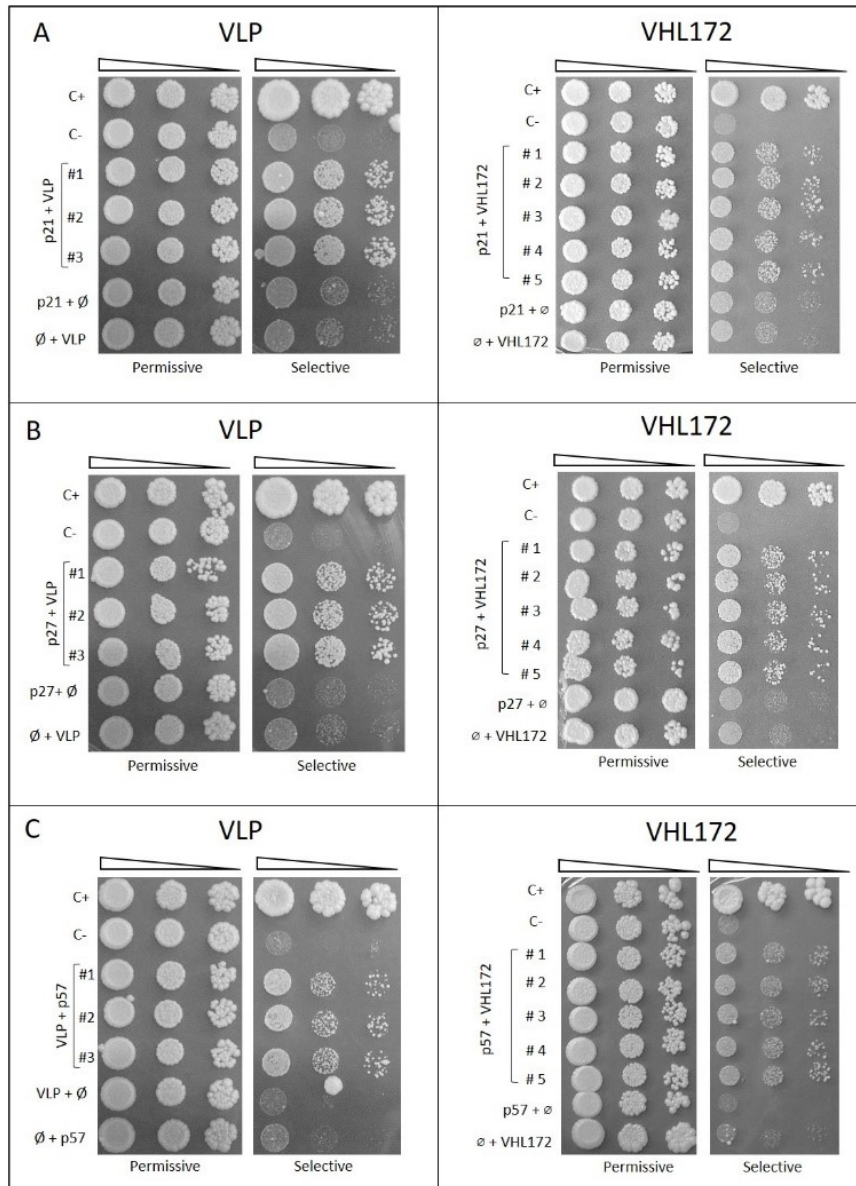 A
VLP
C+
C-
#1
#2
#3
p21 + VLP
p21 + Ø
Ø + VLP
Permissive
Selective
VHL172
C+
C-
# 1
# 2
# 3
# 4
# 5
p21 + VHL172
p21 + ∅
∅ + VHL172
Permissive
Selective
B
VLP
C+
C-
#1
#2
#3
p27 + VLP
p27+ Ø
Ø + VLP
Permissive
Selective
VHL172
C+
C-
# 1
# 2
# 3
# 4
# 5
p27 + VHL172
p27 + ∅
∅ + VHL172
Permissive
Selective
C
VLP
C+
C-
#1
#2
#3
VLP + p57
VLP + Ø
Ø + p57
Permissive
Selective
VHL172
C+
C-
# 1
# 2
# 3
# 4
# 5
p57 + VHL172
p57 + ∅
∅ + VHL172
Permissive
Selective